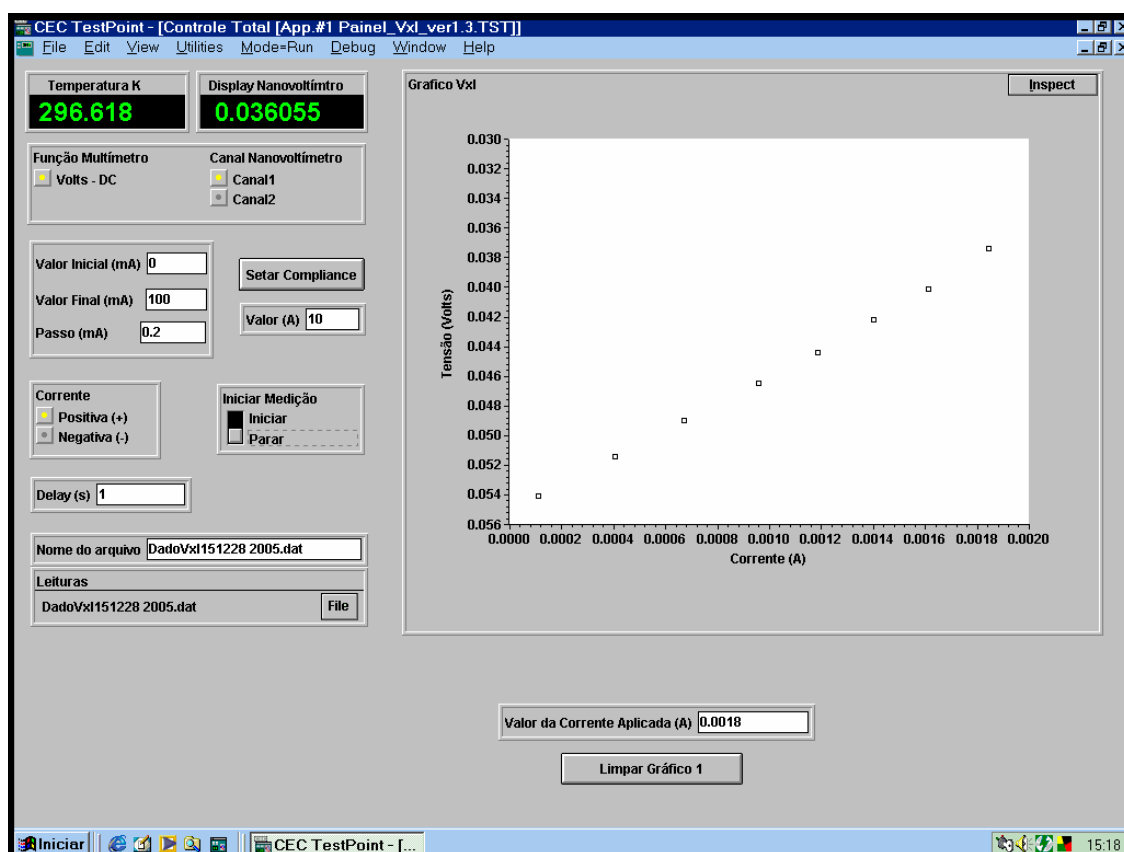 CEC TestPoint - [Controle Total [App.#1 Painel_VxI_ver1.3.TST]]
File Edit View Utilities Mode=Run Debug Window Help
Temperatura K
296.618
Display Nanovoltímtro
0.036055
Função Multímetro
Volts - DC
Canal Nanovoltímetro
Canal1
Canal2
Valor Inicial (mA) 0
Valor Final (mA) 100
Passo (mA) 0.2
Setar Compliance
Valor (A) 10
Corrente
Positiva (+)
Negativa (-)
Iniciar Medição
Iniciar
Parar
Delay (s) 1
Nome do arquivo DadoVxI151228 2005.dat
Leituras
DadoVxI151228 2005.dat File
Grafico VxI
Inspect
Tensão (Volts)
0.030
0.032
0.034
0.036
0.038
0.040
0.042
0.044
0.046
0.048
0.050
0.052
0.054
0.056
0.0000 0.0002 0.0004 0.0006 0.0008 0.0010 0.0012 0.0014 0.0016 0.0018 0.0020
Corrente (A)
Valor da Corrente Aplicada (A) 0.0018
Limpar Gráfico 1
Iniciar CEC TestPoint - [... 15:18